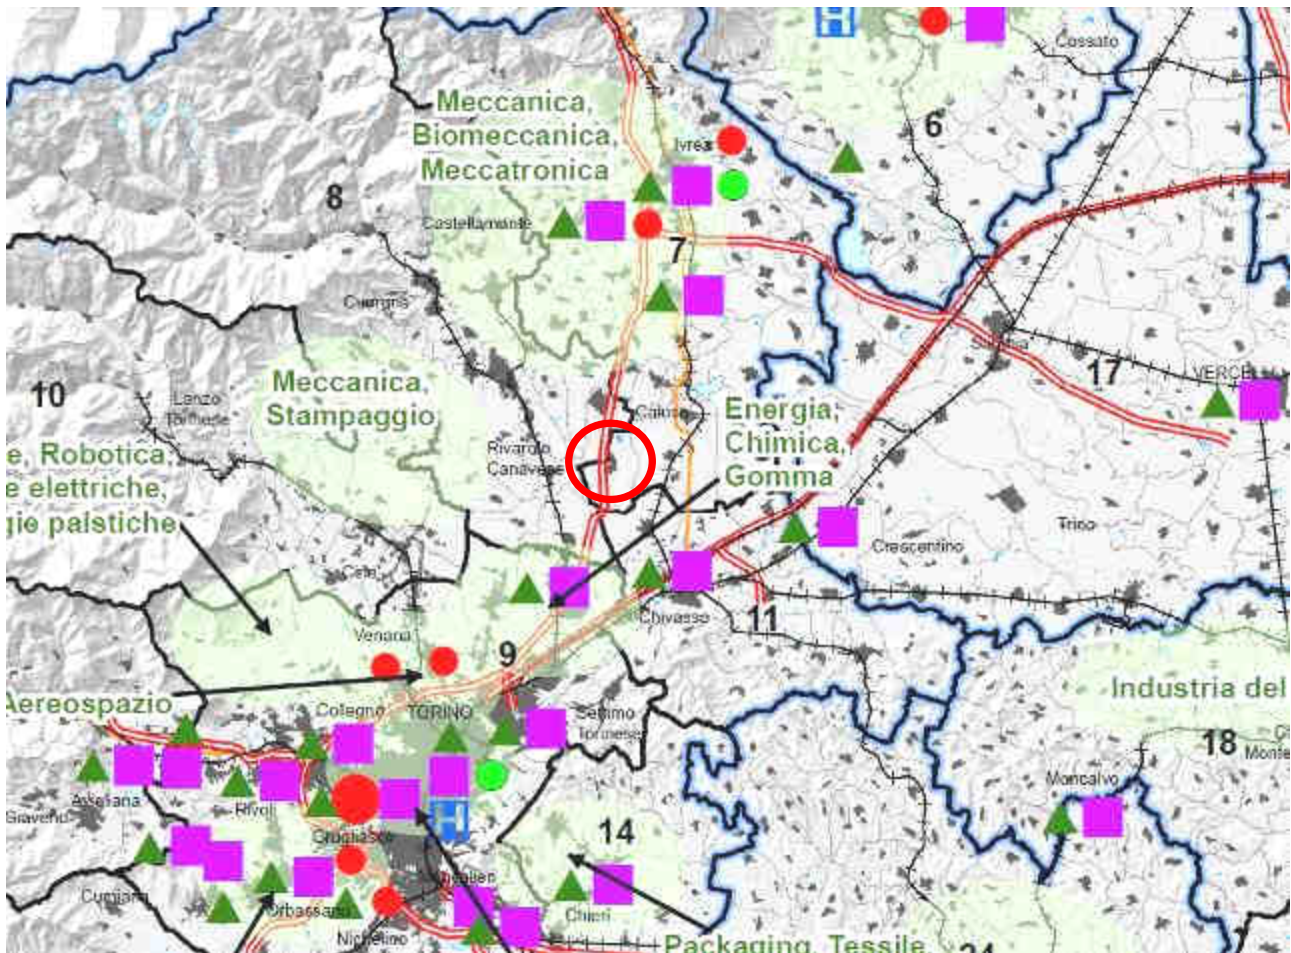 H
Cossato
Meccanica,
Biomeccanica,
Meccatronica
6
Ivrea
8
Castellamonte
7
Cuorgnè
10
Meccanica,
Stampaggio
Lanzo
Torinese
17
VERCELLI
Caluso
Energia,
Chimica,
Gomma
Rivarolo
Canavese
e, Robotica,
e elettriche,
gie palstiche
Trino
Crescentino
Ciriè
Chivasso
11
Venaria
9
Aereospazio
Collegno
TORINO
Settimo
Torinese
Industria del
18
Monte
Moncalvo
Avigliana
Rivoli
Giaveno
H
Grugliasco
14
Cumiana
Orbassano
Chieri
Nichelino
Packaging, Tessile,
24